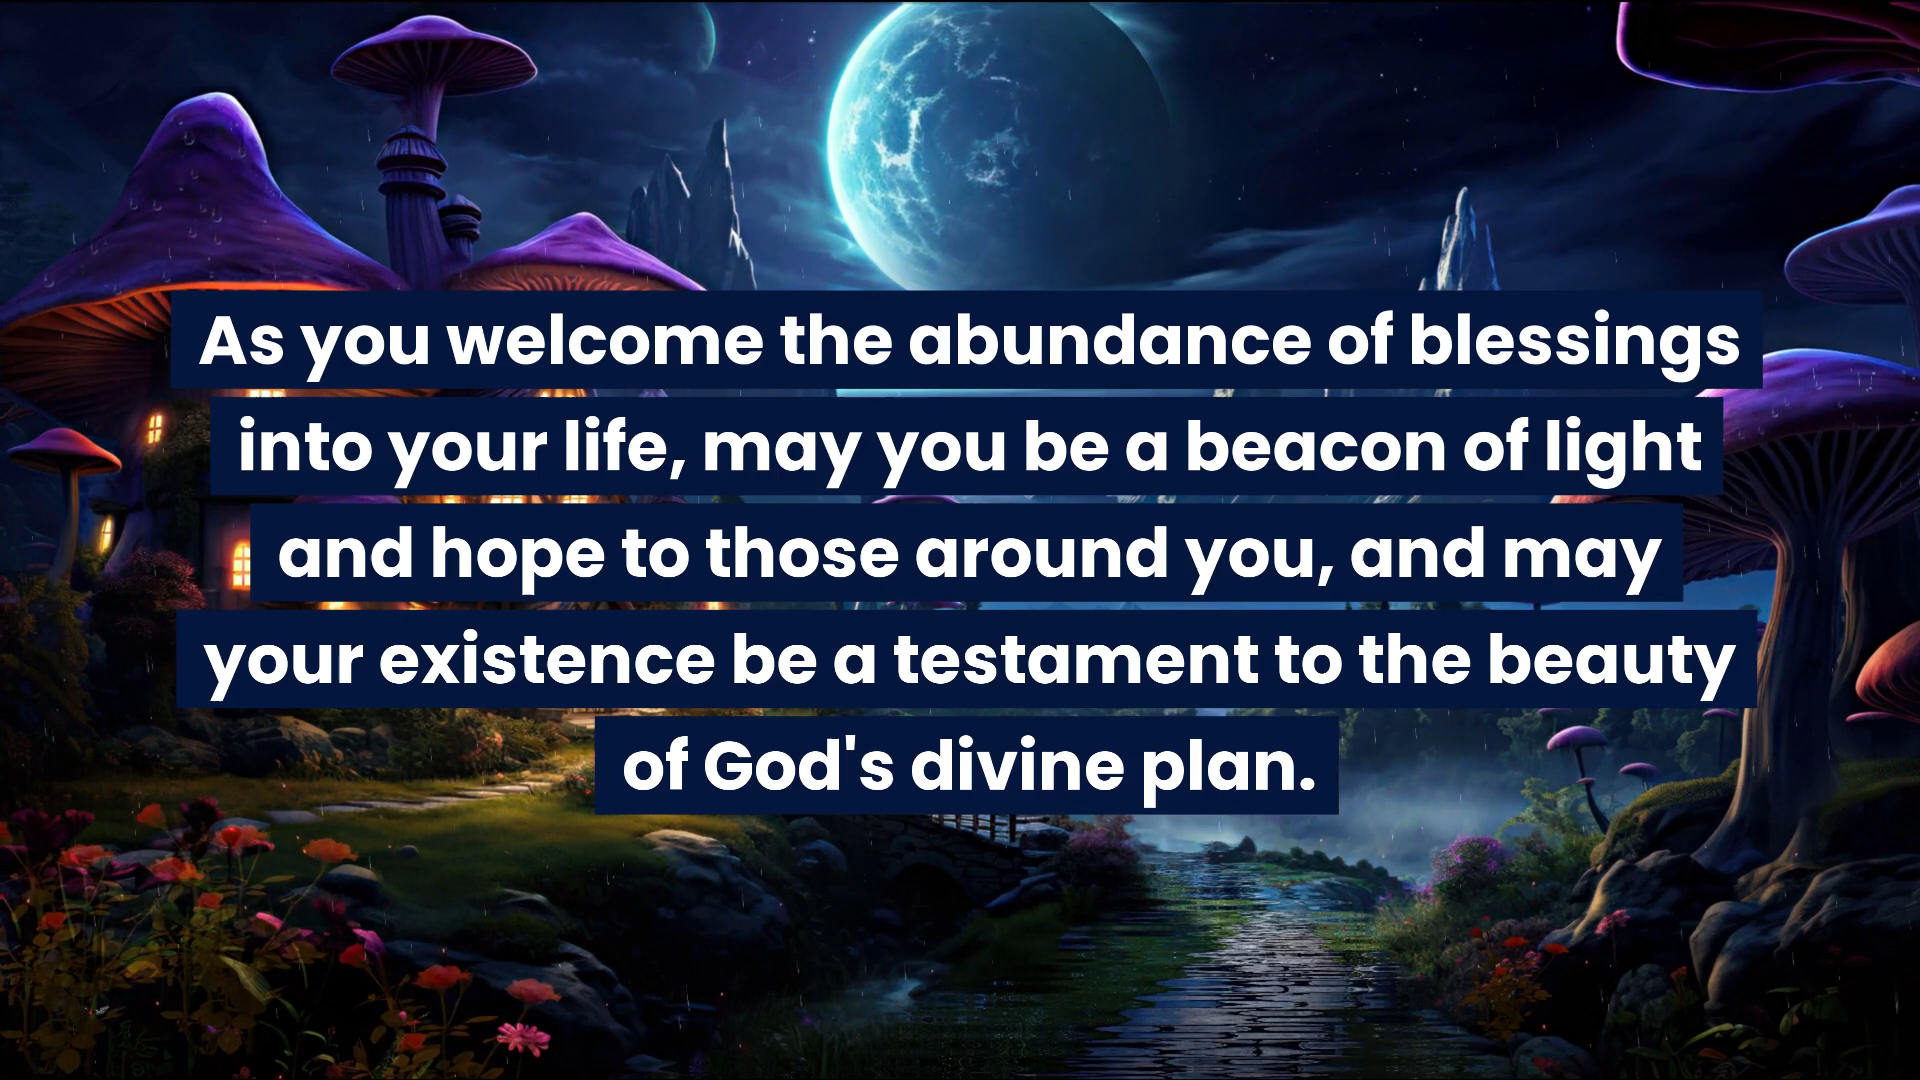 As you welcome the abundance of blessings
into your life, may you be a beacon of light
and hope to those around you, and may
your existence be a testament to the beauty
of God's divine plan.